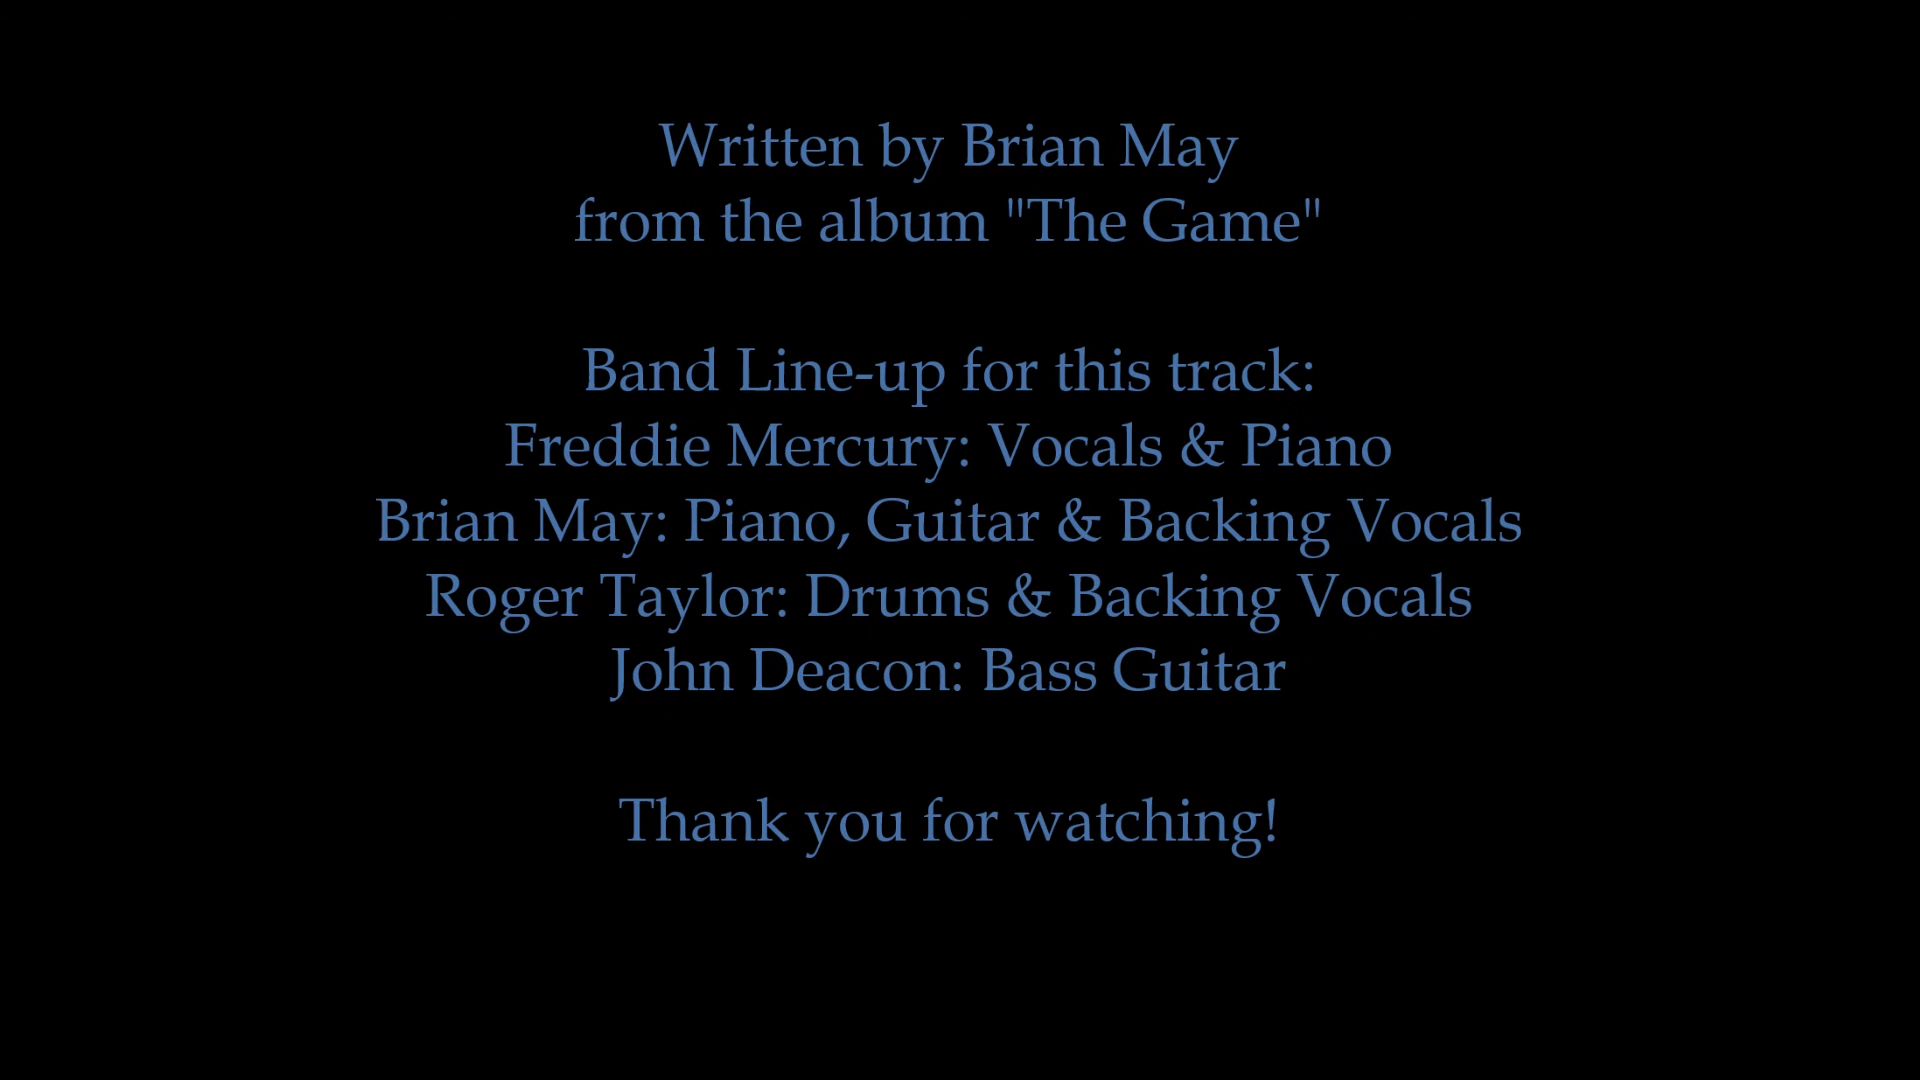 Written by Brian May
from the album "The Game"
Band Line-up for this track:
Freddie Mercury: Vocals & Piano
Brian May: Piano, Guitar & Backing Vocals
Roger Taylor: Drums & Backing Vocals
John Deacon: Bass Guitar
Thank you for watching!